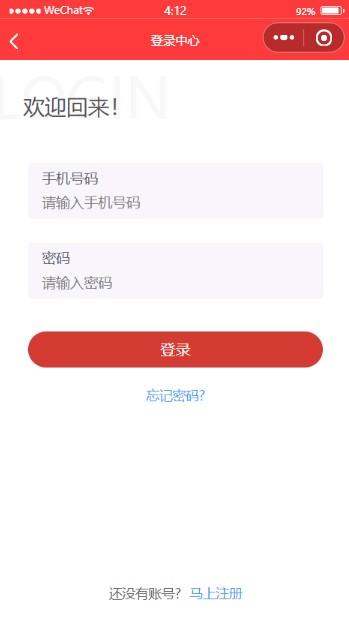 WeChat 4:12 92%
登录中心
LOGIN
欢迎回来！
手机号码
请输入手机号码
密码
请输入密码
登录
忘记密码?
还没有账号? 马上注册